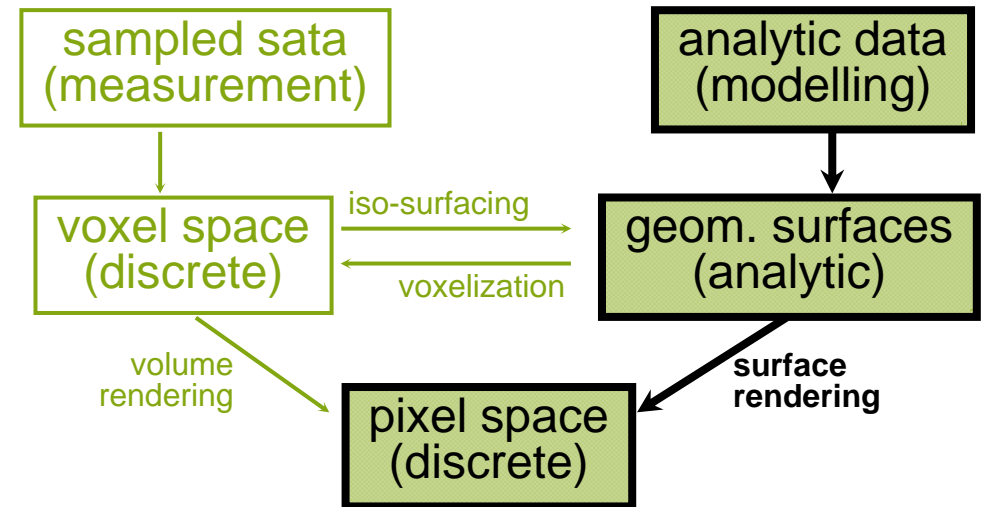 sampled sata
(measurement)
analytic data
(modelling)
voxel space
(discrete)
iso-surfacing
voxelization
geom. surfaces
(analytic)
volume
rendering
surface
rendering
pixel space
(discrete)